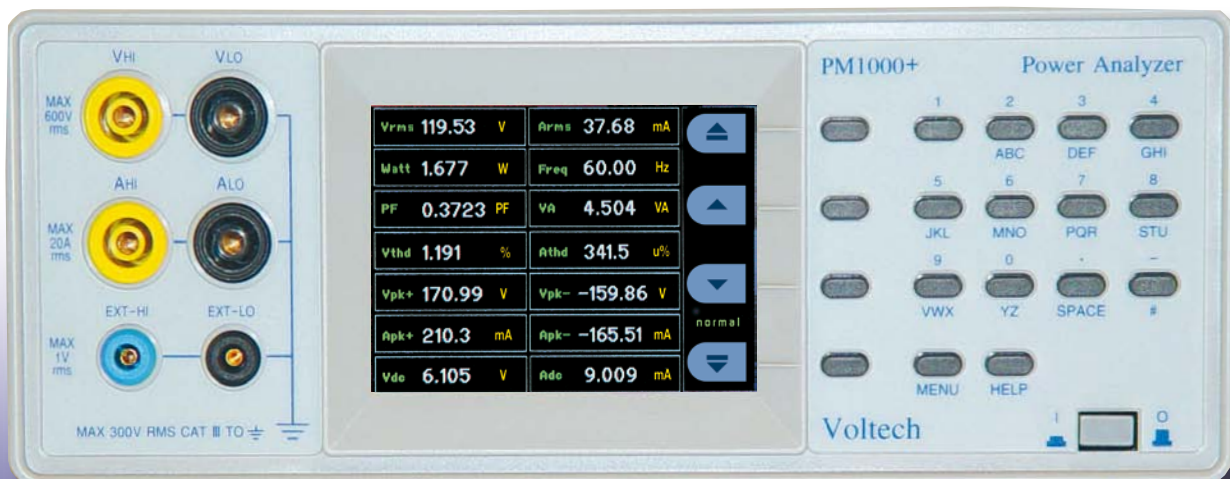 VHI VLO
MAX
600V
rms
AHI ALO
MAX
20A
rms
EXT-HI EXT-LO
MAX
1V
rms
MAX 300V RMS CAT III TO
Vrms 119.53 V Arms 37.68 mA
Watt 1.677 W Freq 60.00 Hz
PF 0.3723 PF VA 4.504 VA
Vthd 1.191 % Athd 341.5 u%
Vpk+ 170.99 V Vpk- -159.86 V
Apk+ 210.3 mA Apk- -165.51 mA
Vdc 6.105 V Adc 9.009 mA
normal
PM1000+ Power Analyzer
1 2 3 4
ABC DEF GHI
5 6 7 8
JKL MNO PQR STU
9 0 . -
VWX YZ SPACE #
MENU HELP
Voltech
I O